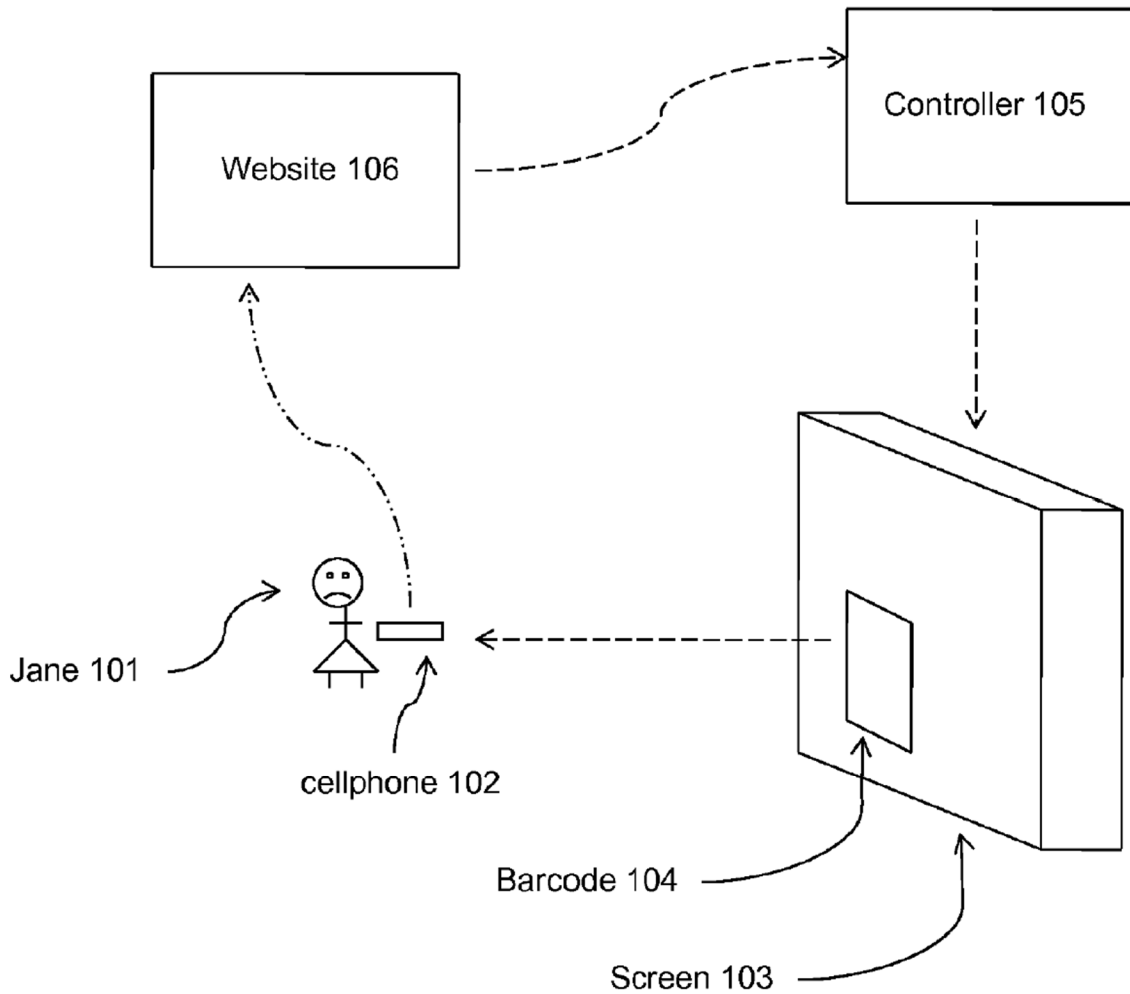 Controller 105
Website 106
Jane 101
cellphone 102
Barcode 104
Screen 103